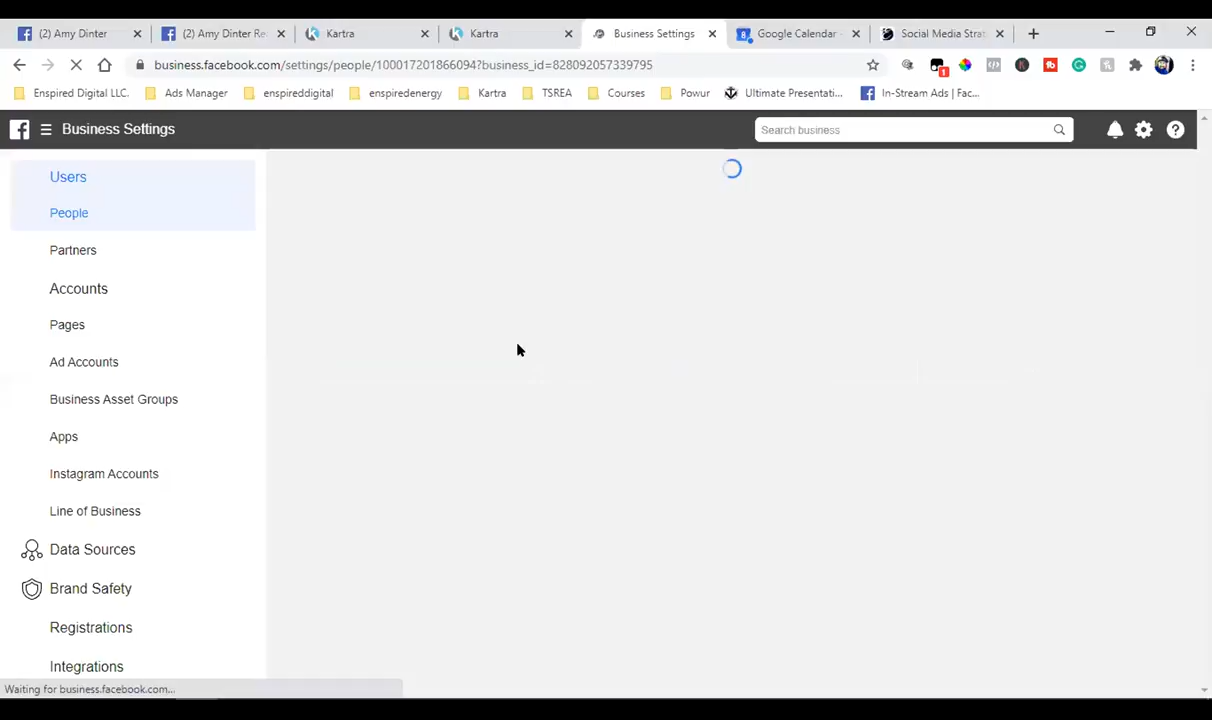 (2) Amy Dinter
(2) Amy Dinter Re
Kartra
Kartra
Business Settings
Google Calendar -
Social Media Strat
business.facebook.com/settings/people/100017201866094?business_id=828092057339795
1
Enspired Digital LLC.
Ads Manager
enspireddigital
enspiredenergy
Kartra
TSREA
Courses
Powur
Ultimate Presentati...
In-Stream Ads | Fac...
Business Settings
Search business
Users
People
Partners
Accounts
Pages
Ad Accounts
Business Asset Groups
Apps
Instagram Accounts
Line of Business
Data Sources
Brand Safety
Registrations
Integrations
Waiting for business.facebook.com...